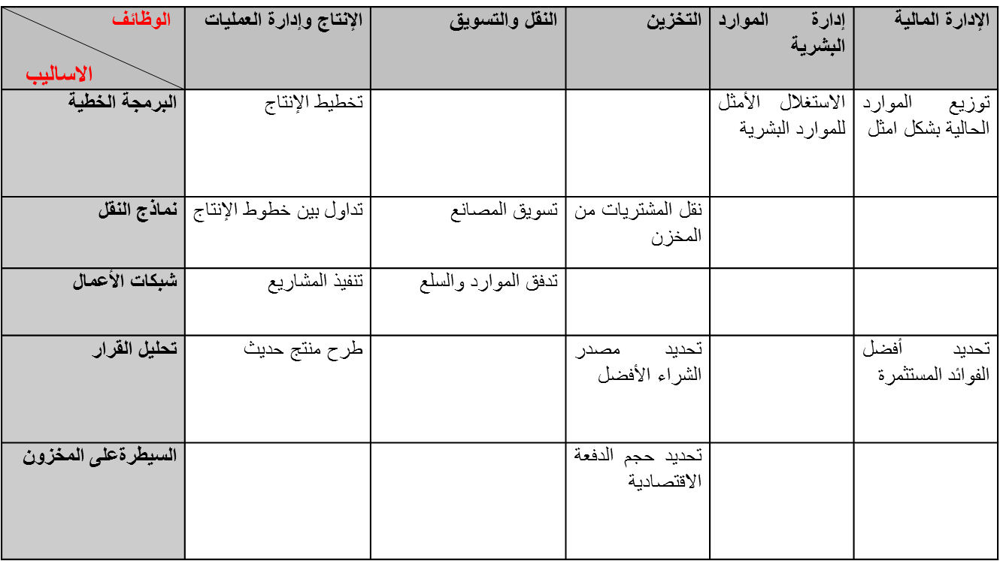 الوظائف
الاساليب
الإنتاج وإدارة العمليات
النقل والتسويق
التخزين
إدارة الموارد
البشرية
الإدارة المالية
البرمجة الخطية
تخطيط الإنتاج
الاستغلال الأمثل
للموارد البشرية
توزيع الموارد
الحالية بشكل امثل
نماذج النقل
تداول بين خطوط الإنتاج
تسويق المصانع
نقل المشتريات من
المخزن
شبكات الأعمال
تنفيذ المشاريع
تدفق الموارد والسلع
تحليل القرار
طرح منتج حديث
تحديد مصدر
الشراء الأفضل
تحديد أفضل
الفوائد المستثمرة
السيطرةعلى المخزون
تحديد حجم الدفعة
الاقتصادية